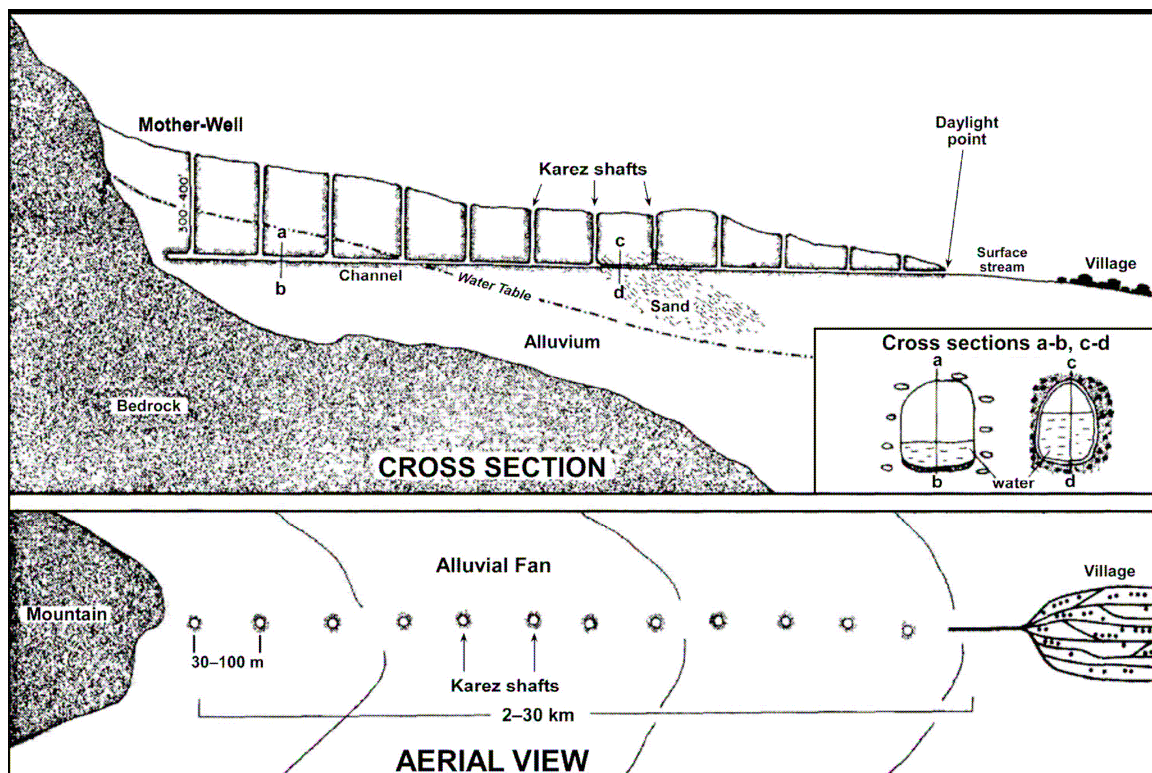 Mother-Well
Daylight
point
Karez shafts
300–400'
a
c
Surface
stream
Village
Channel
b
Water Table
d
Sand
Alluvium
Bedrock
CROSS SECTION
Cross sections a-b, c-d
a
c
water
b
d
Alluvial Fan
Village
Mountain
30–100 m
Karez shafts
2–30 km
AERIAL VIEW